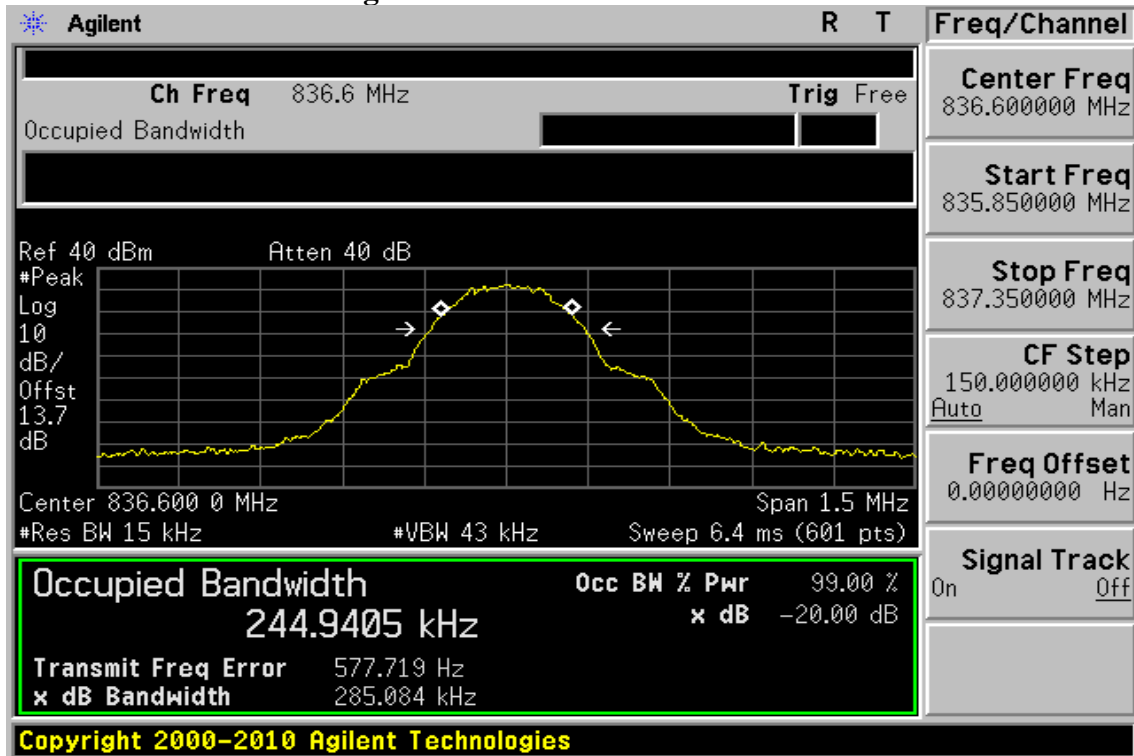 Agilent R T
Ch Freq 836.6 MHz Trig Free
Occupied Bandwidth
Ref 40 dBm Atten 40 dB
#Peak
Log
10
dB/
Offst
13.7
dB
Center 836.600 0 MHz Span 1.5 MHz
#Res BW 15 kHz #VBW 43 kHz Sweep 6.4 ms (601 pts)
Occupied Bandwidth Occ BW % Pwr 99.00 %
244.9405 kHz x dB -20.00 dB
Transmit Freq Error 577.719 Hz
x dB Bandwidth 285.084 kHz
Copyright 2000-2010 Agilent Technologies
Freq/Channel
Center Freq
836.600000 MHz
Start Freq
835.850000 MHz
Stop Freq
837.350000 MHz
CF Step
150.000000 kHz
Auto Man
Freq Offset
0.00000000 Hz
Signal Track
On Off